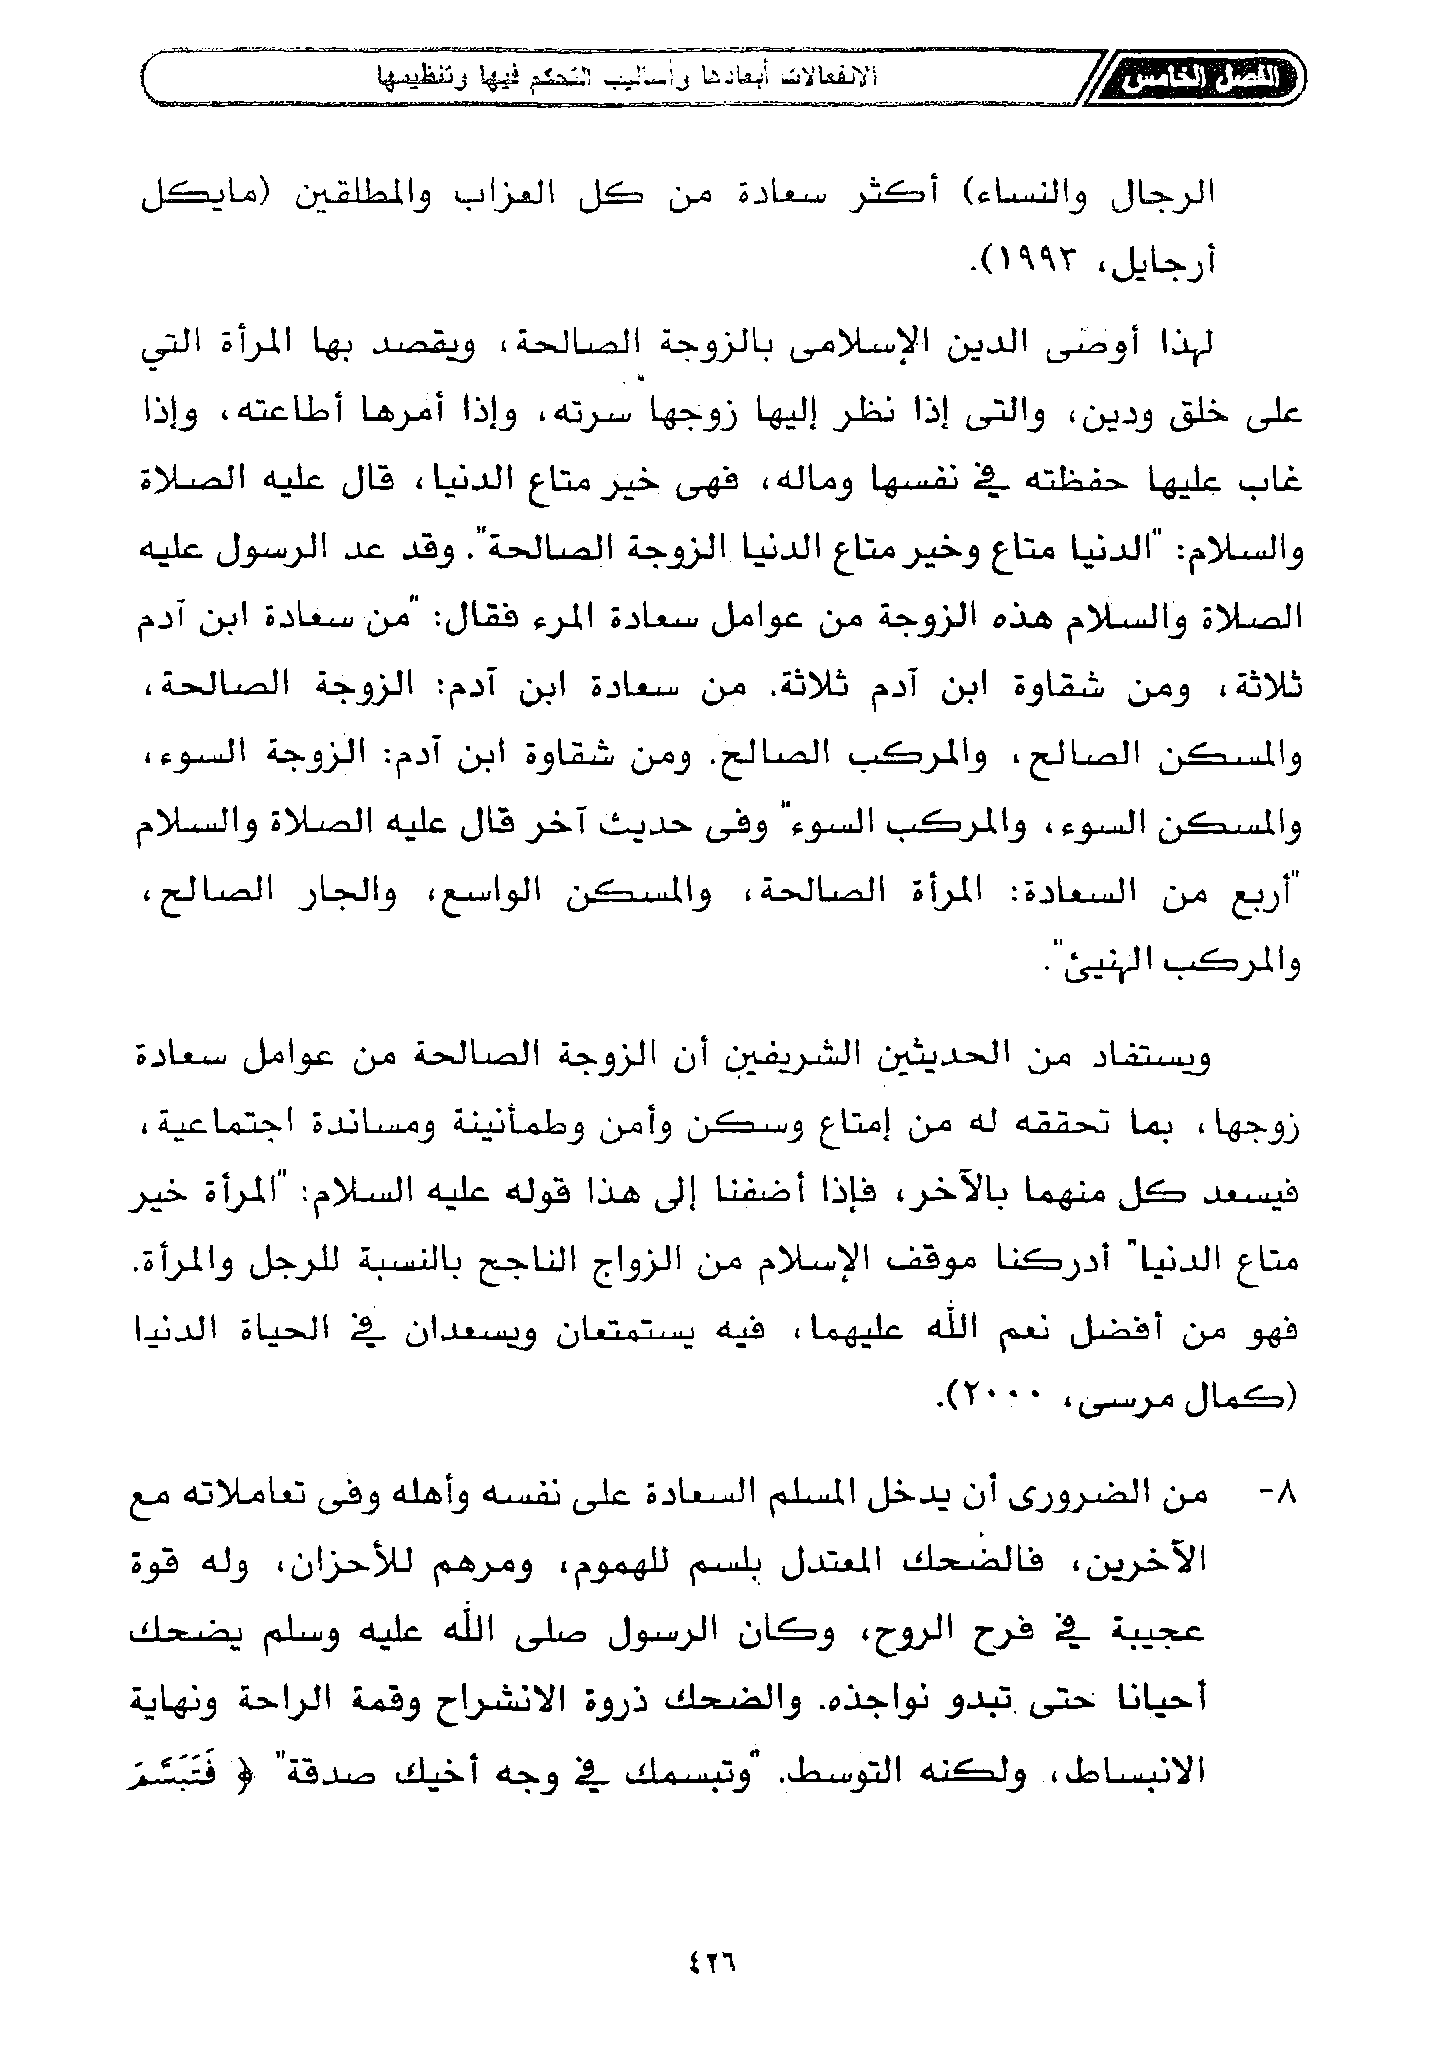 الفصل الخامس
الانفعالات أبعادها وأساليب التحكم فيها وتنظيمها
الرجال والنساء) أكثر سعادة من كل العزاب والمطلقين (مايكل
أرجايل، ١٩٩٣).
لهذا أوصى الدين الإسلامى بالزوجة الصالحة، ويقصد بها المرأة التي
على خلق ودين، والتى إذا نظر إليها زوجها سرته، وإذا أمرها أطاعته، وإذا
غاب عليها حفظته في نفسها وماله، فهى خير متاع الدنيا، قال عليه الصلاة
والسلام: "الدنيا متاع وخير متاع الدنيا الزوجة الصالحة". وقد عد الرسول عليه
الصلاة والسلام هذه الزوجة من عوامل سعادة المرء فقال: "من سعادة ابن آدم
ثلاثة، ومن شقاوة ابن آدم ثلاثة. من سعادة ابن آدم: الزوجة الصالحة،
والمسكن الصالح، والمركب الصالح. ومن شقاوة ابن آدم: الزوجة السوء،
والمسكن السوء، والمركب السوء" وفى حديث آخر قال عليه الصلاة والسلام
"أربع من السعادة: المرأة الصالحة، والمسكن الواسع، والجار الصالح،
والمركب الهنيئ".
ويستفاد من الحديثين الشريفين أن الزوجة الصالحة من عوامل سعادة
زوجها، بما تحققه له من إمتاع وسكن وأمن وطمأنينة ومساندة اجتماعية،
فيسعد كل منهما بالآخر، فإذا أضفنا إلى هذا قوله عليه السلام: "المرأة خير
متاع الدنيا" أدركنا موقف الإسلام من الزواج الناجح بالنسبة للرجل والمرأة.
فهو من أفضل نعم الله عليهما، فيه يستمتعان ويسعدان في الحياة الدنيا
(كمال مرسى، ٢٠٠٠).
٨- من الضرورى أن يدخل المسلم السعادة على نفسه وأهله وفى تعاملاته مع
الآخرين، فالضحك المعتدل بلسم للهموم، ومرهم للأحزان، وله قوة
عجيبة في فرح الروح، وكان الرسول صلى الله عليه وسلم يضحك
أحيانا حتى تبدو نواجذه. والضحك ذروة الانشراح وقمة الراحة ونهاية
الانبساط، ولكنه التوسط. "وتبسمك في وجه أخيك صدقة" ﴿ فَتَبَسَّمَ
٤٢٦